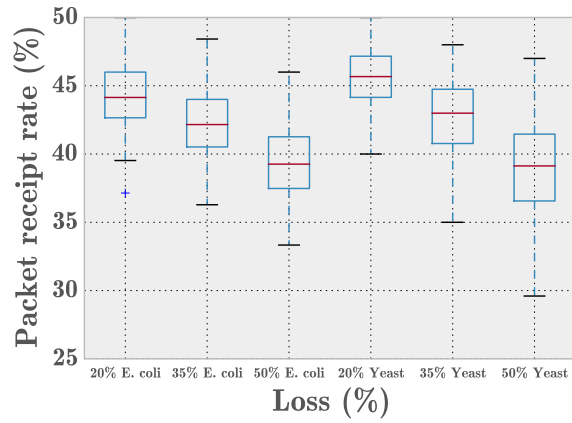 Packet receipt rate (%)
50
45
40
35
30
25
20% E. coli
35% E. coli
50% E. coli
20% Yeast
35% Yeast
50% Yeast
Loss (%)